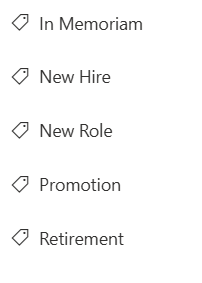 In Memoriam
New Hire
New Role
Promotion
Retirement